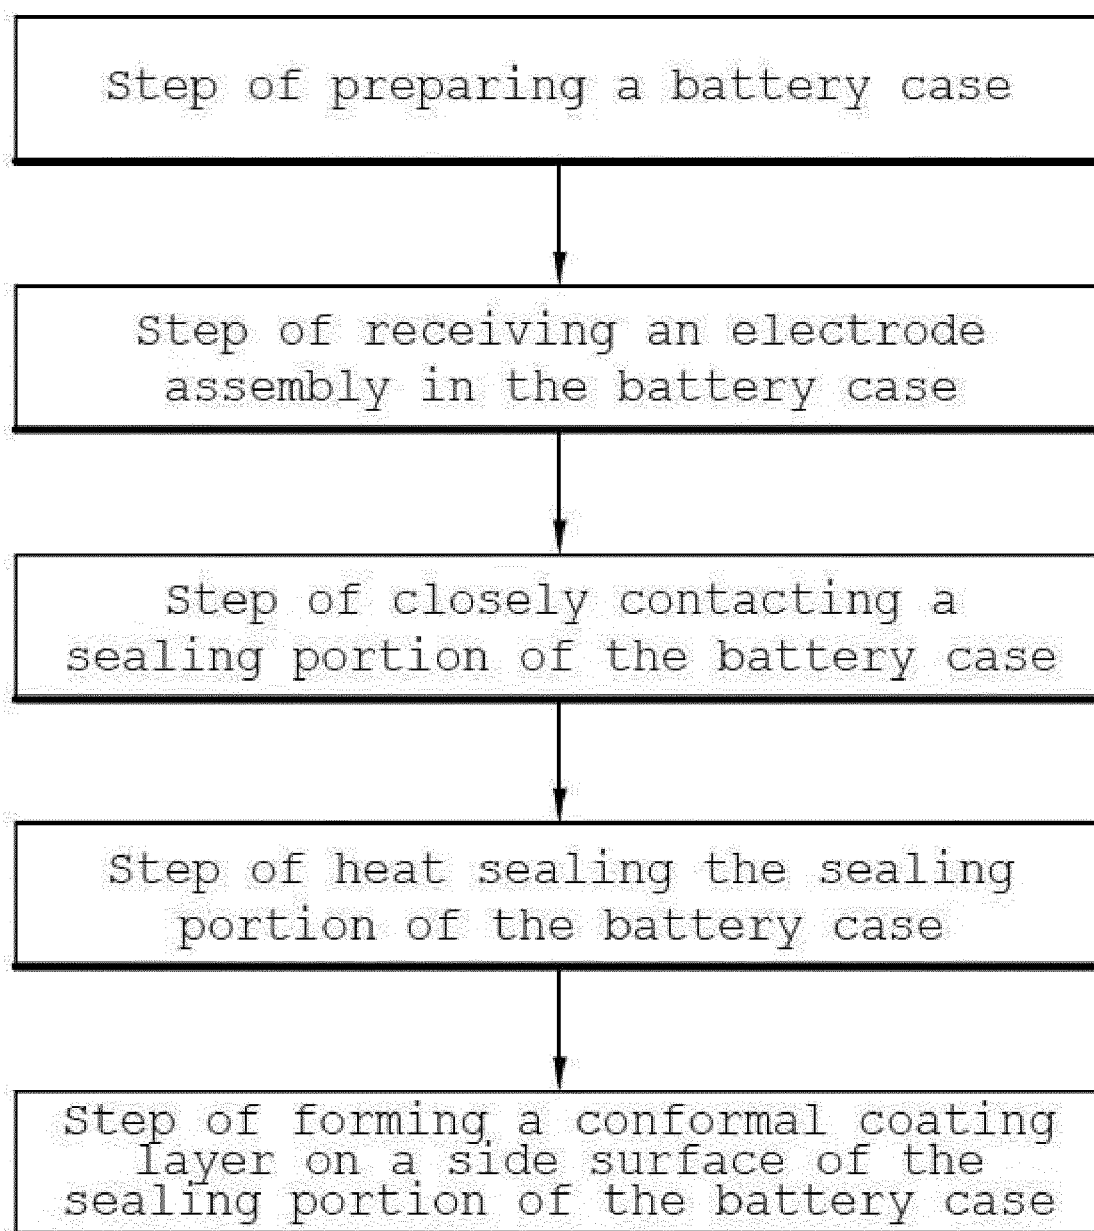 Step of preparing a battery case
Step of receiving an electrode
assembly in the battery case
Step of closely contacting a
sealing portion of the battery case
Step of heat sealing the sealing
portion of the battery case
Step of forming a conformal coating
layer on a side surface of the
sealing portion of the battery case